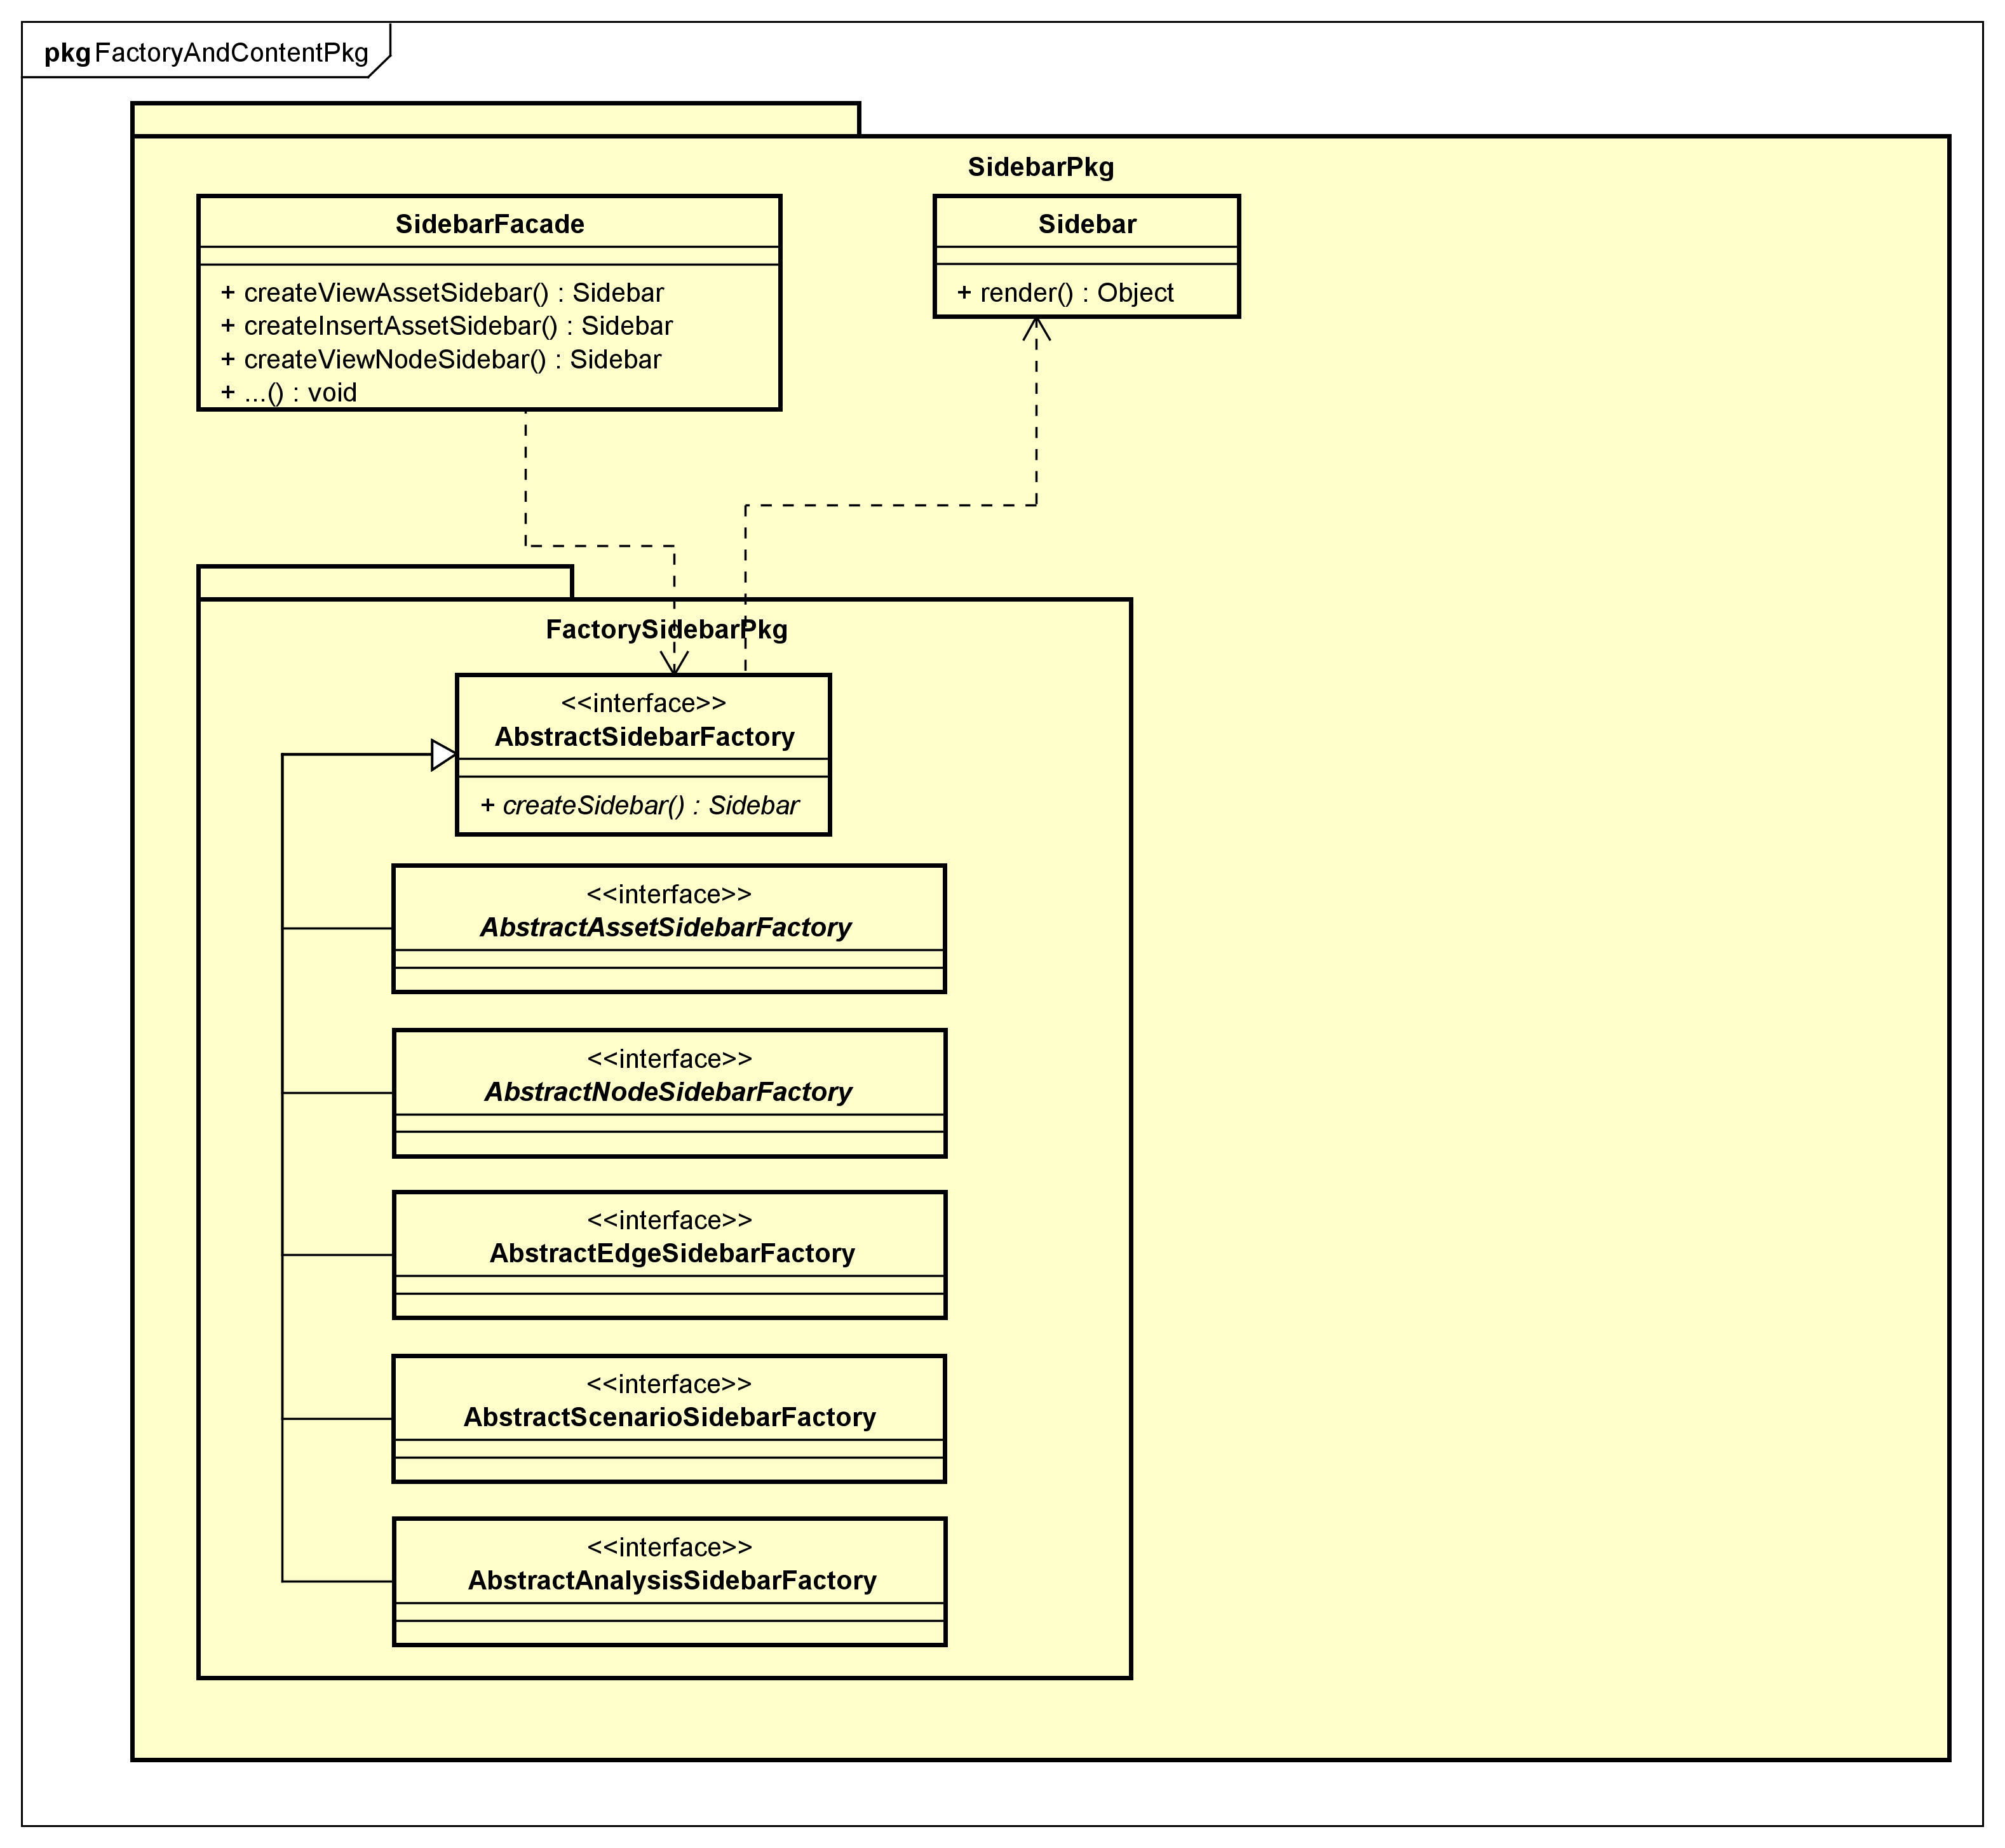 pkg FactoryAndContentPkg
SidebarPkg
SidebarFacade
+ createViewAssetSidebar() : Sidebar
+ createInsertAssetSidebar() : Sidebar
+ createViewNodeSidebar() : Sidebar
+ ...() : void
Sidebar
+ render() : Object
FactorySidebarPkg
<<interface>>
AbstractSidebarFactory
+ createSidebar() : Sidebar
<<interface>>
AbstractAssetSidebarFactory
<<interface>>
AbstractNodeSidebarFactory
<<interface>>
AbstractEdgeSidebarFactory
<<interface>>
AbstractScenarioSidebarFactory
<<interface>>
AbstractAnalysisSidebarFactory